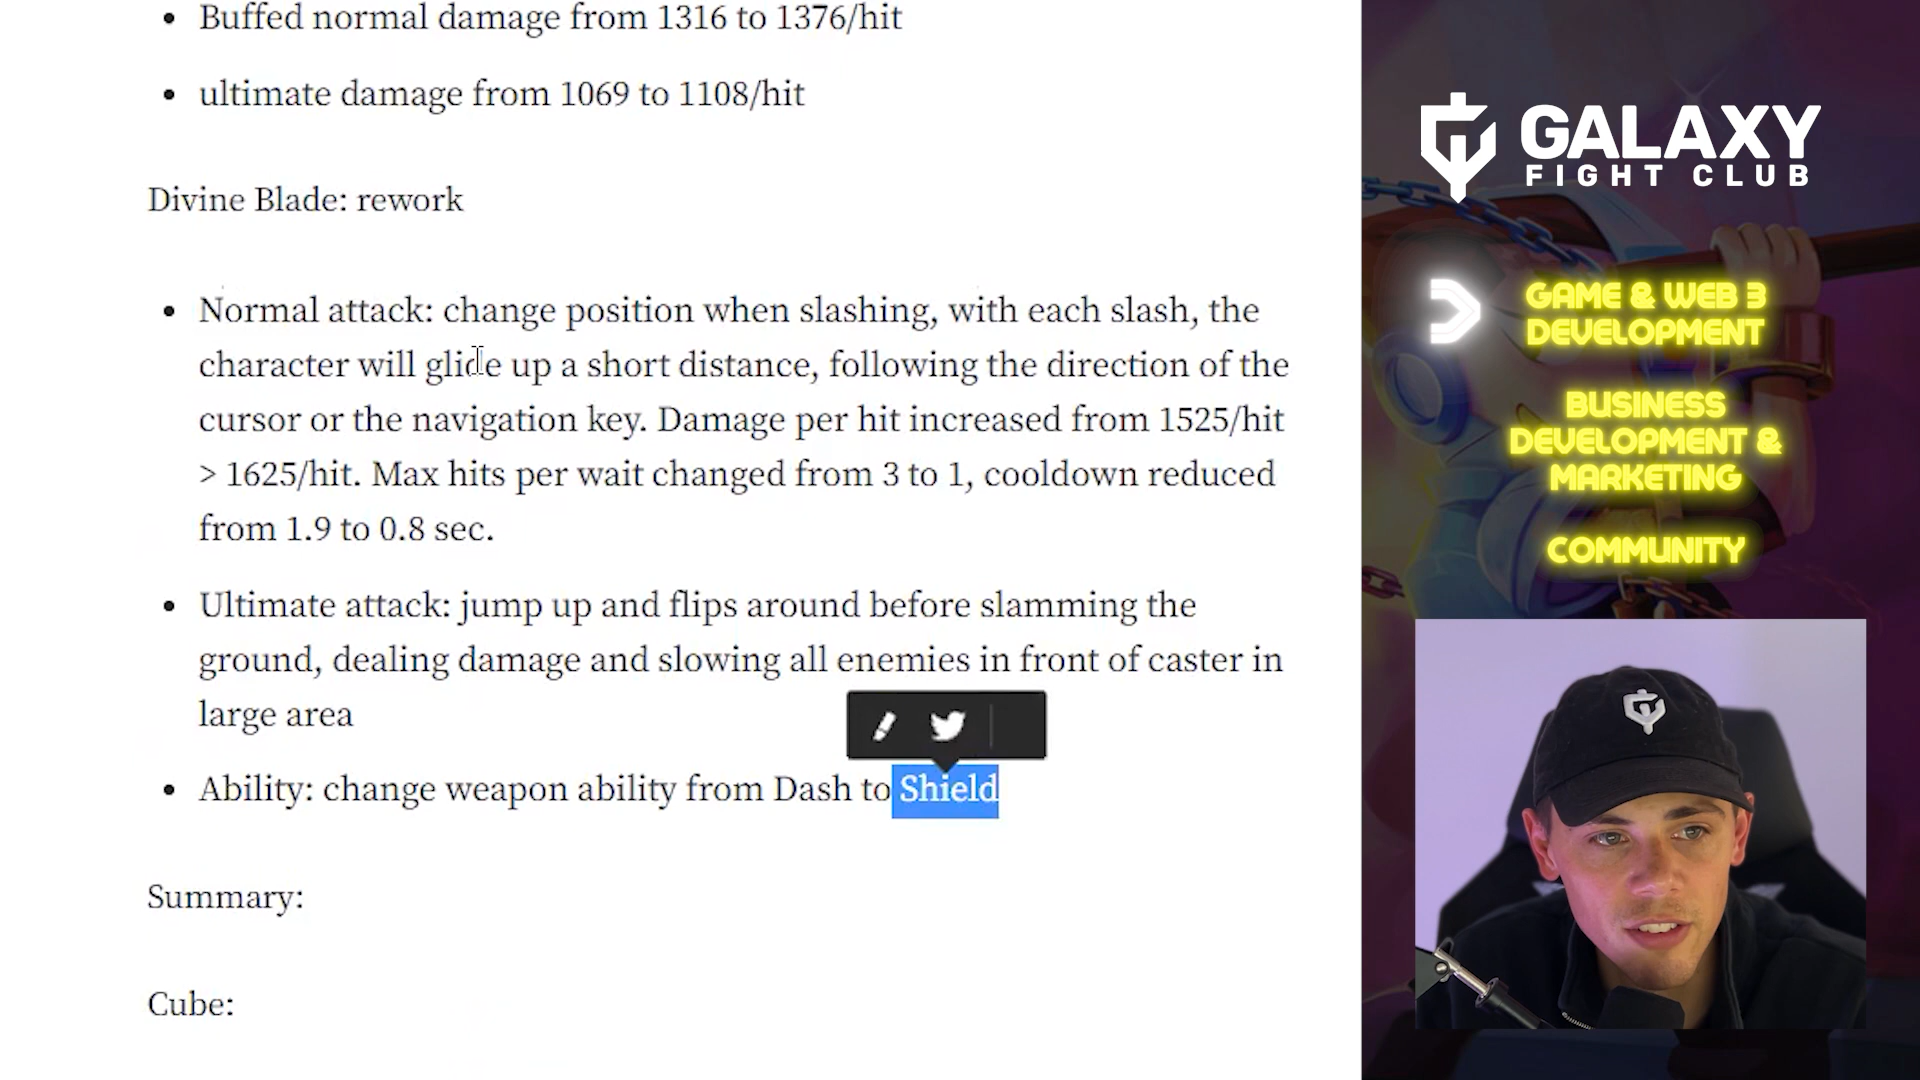 Buffed normal damage from 1316 to 1376/hit
ultimate damage from 1069 to 1108/hit
Divine Blade: rework
Normal attack: change position when slashing, with each slash, the
character will glide up a short distance, following the direction of the
cursor or the navigation key. Damage per hit increased from 1525/hit
> 1625/hit. Max hits per wait changed from 3 to 1, cooldown reduced
from 1.9 to 0.8 sec.
Ultimate attack: jump up and flips around before slamming the
ground, dealing damage and slowing all enemies in front of caster in
large area
Ability: change weapon ability from Dash to Shield
Summary:
Cube:
GALAXY
FIGHT CLUB
GAME & WEB 3
DEVELOPMENT
BUSINESS
DEVELOPMENT &
MARKETING
COMMUNITY